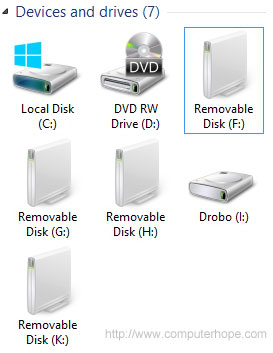 Devices and drives (7)
DVD
Local Disk
(C:)
DVD RW
Drive (D:)
Removable
Disk (F:)
Removable
Disk (G:)
Removable
Disk (H:)
Drobo (I:)
Removable
Disk (K:)
http://www.computerhope.com